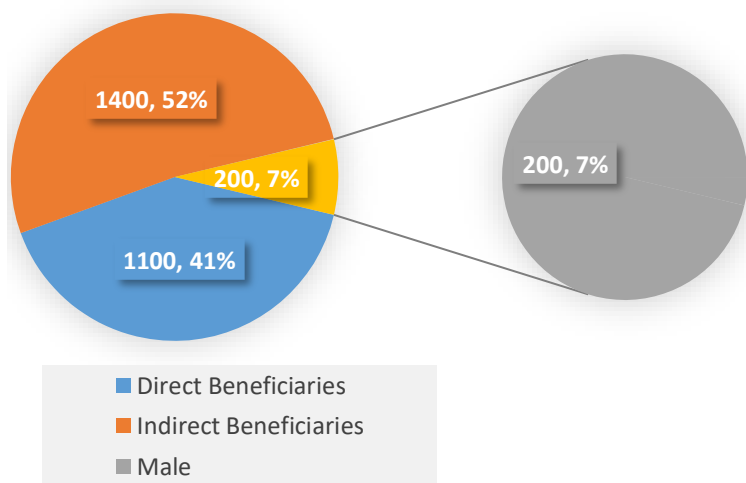 1400, 52%
200, 7%
200, 7%
1100, 41%
Direct Beneficiaries
Indirect Beneficiaries
Male